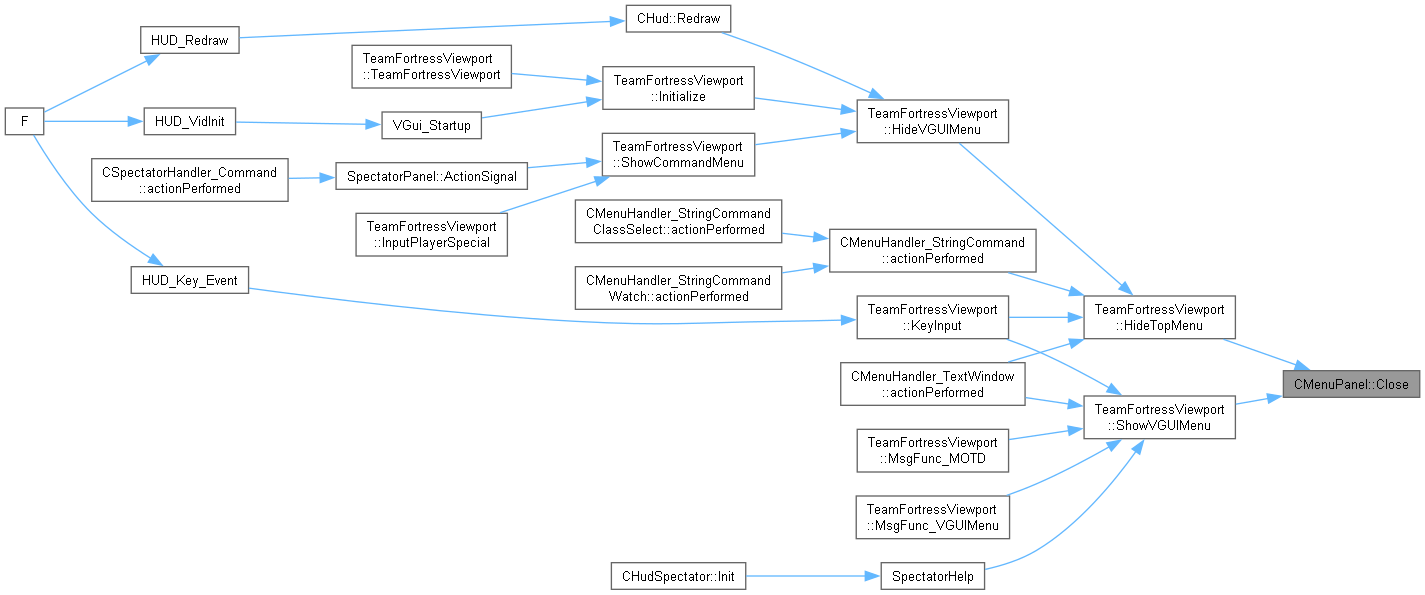 CHud::Redraw
HUD_Redraw
TeamFortressViewport
::TeamFortressViewport
TeamFortressViewport
::Initialize
TeamFortressViewport
::HideVGUIMenu
F
HUD_VidInit
VGui_Startup
TeamFortressViewport
::ShowCommandMenu
CSpectatorHandler_Command
::actionPerformed
SpectatorPanel::ActionSignal
CMenuHandler_StringCommand
ClassSelect::actionPerformed
TeamFortressViewport
::InputPlayerSpecial
CMenuHandler_StringCommand
::actionPerformed
HUD_Key_Event
CMenuHandler_StringCommand
Watch::actionPerformed
TeamFortressViewport
::KeyInput
TeamFortressViewport
::HideTopMenu
CMenuHandler_TextWindow
::actionPerformed
CMenuPanel::Close
TeamFortressViewport
::ShowVGUIMenu
TeamFortressViewport
::MsgFunc_MOTD
TeamFortressViewport
::MsgFunc_VGUIMenu
CHudSpectator::Init
SpectatorHelp